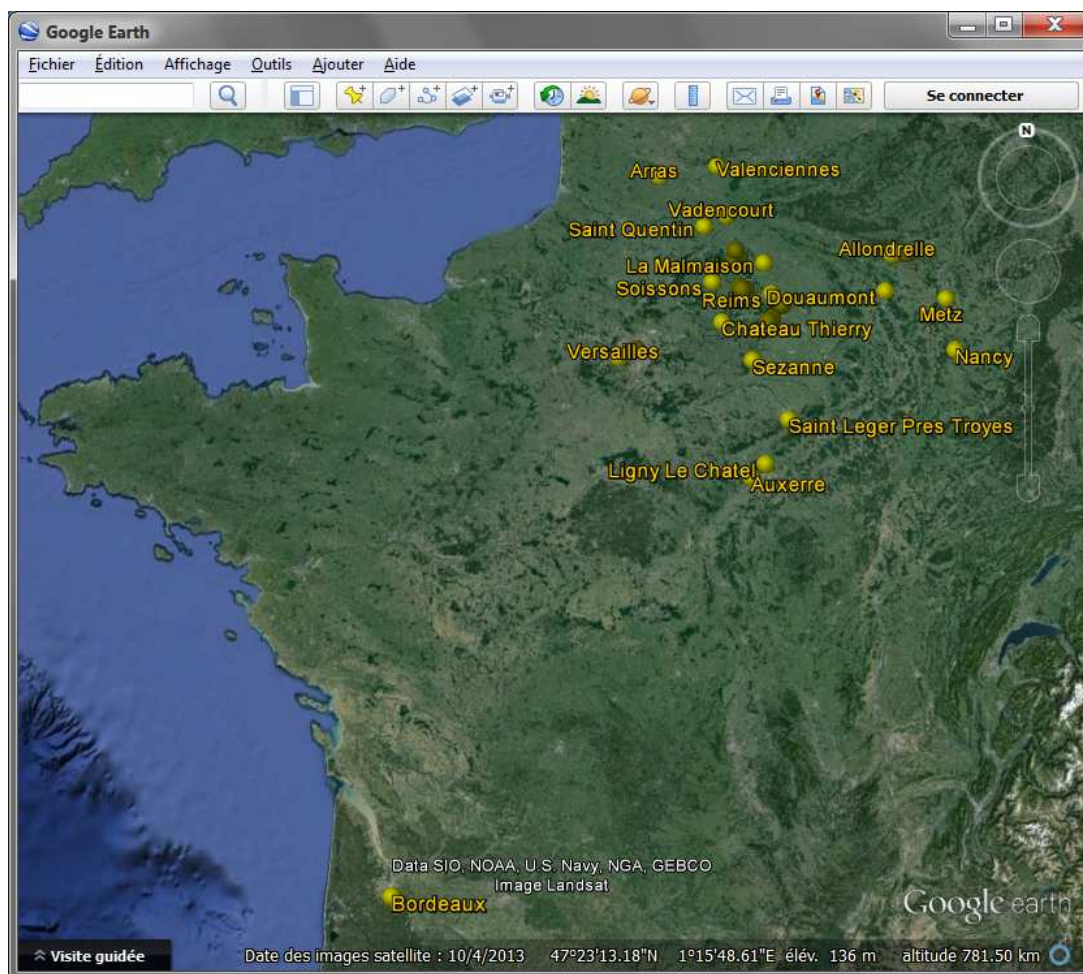 Google Earth
Fichier Édition Affichage Outils Ajouter Aide
Se connecter
N
Arras
Valenciennes
Vadencourt
Saint Quentin
Allondrelle
La Malmaison
Soissons
Reims
Douaumont
Metz
Chateau Thierry
Versailles
Nancy
Sezanne
Saint Leger Pres Troyes
Ligny Le Chatel
Auxerre
Data SIO, NOAA, U.S. Navy, NGA, GEBCO
Image Landsat
Bordeaux
Google earth
Visite guidée
Date des images satellite : 10/4/2013 47°23'13.18"N 1°15'48.61"E élév. 136 m altitude 781.50 km